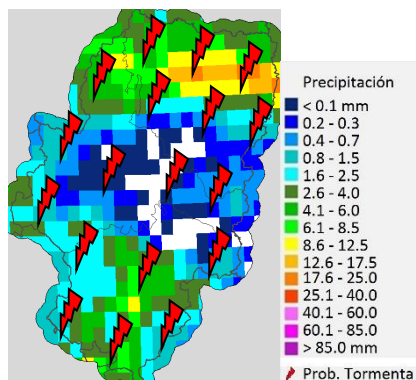 Precipitación
< 0.1 mm
0.2 - 0.3
0.4 - 0.7
0.8 - 1.5
1.6 - 2.5
2.6 - 4.0
4.1 - 6.0
6.1 - 8.5
8.6 - 12.5
12.6 - 17.5
17.6 - 25.0
25.1 - 40.0
40.1 - 60.0
60.1 - 85.0
> 85.0 mm
Prob. Tormenta